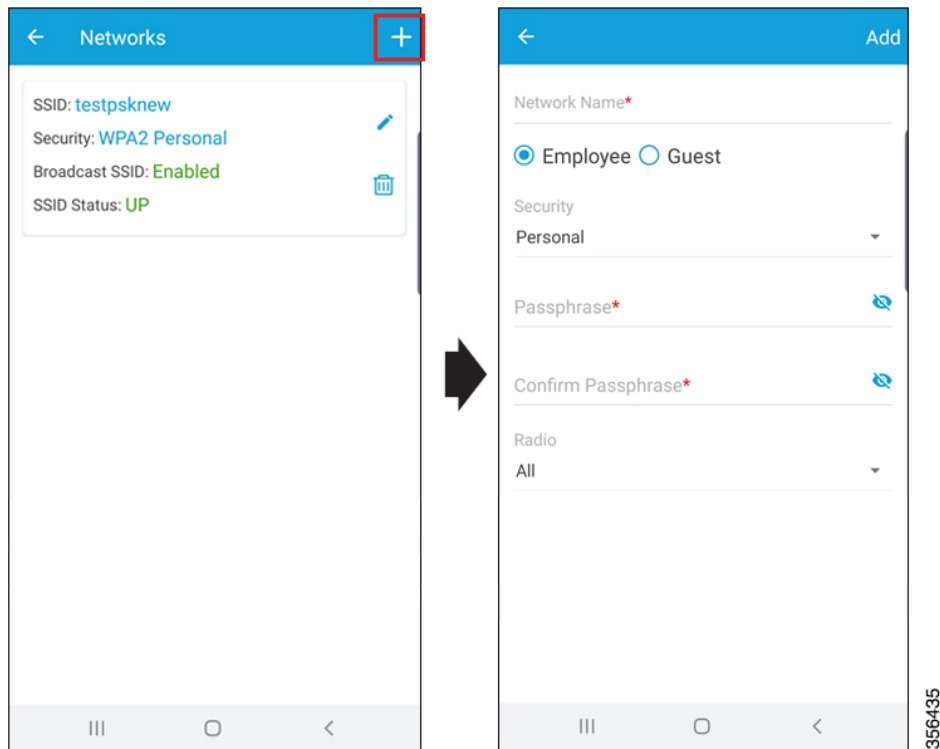 Networks
SSID: testpsknew
Security: WPA2 Personal
Broadcast SSID: Enabled
SSID Status: UP
Add
Network Name*
Employee Guest
Security
Personal
Passphrase*
Confirm Passphrase*
Radio
All
356435